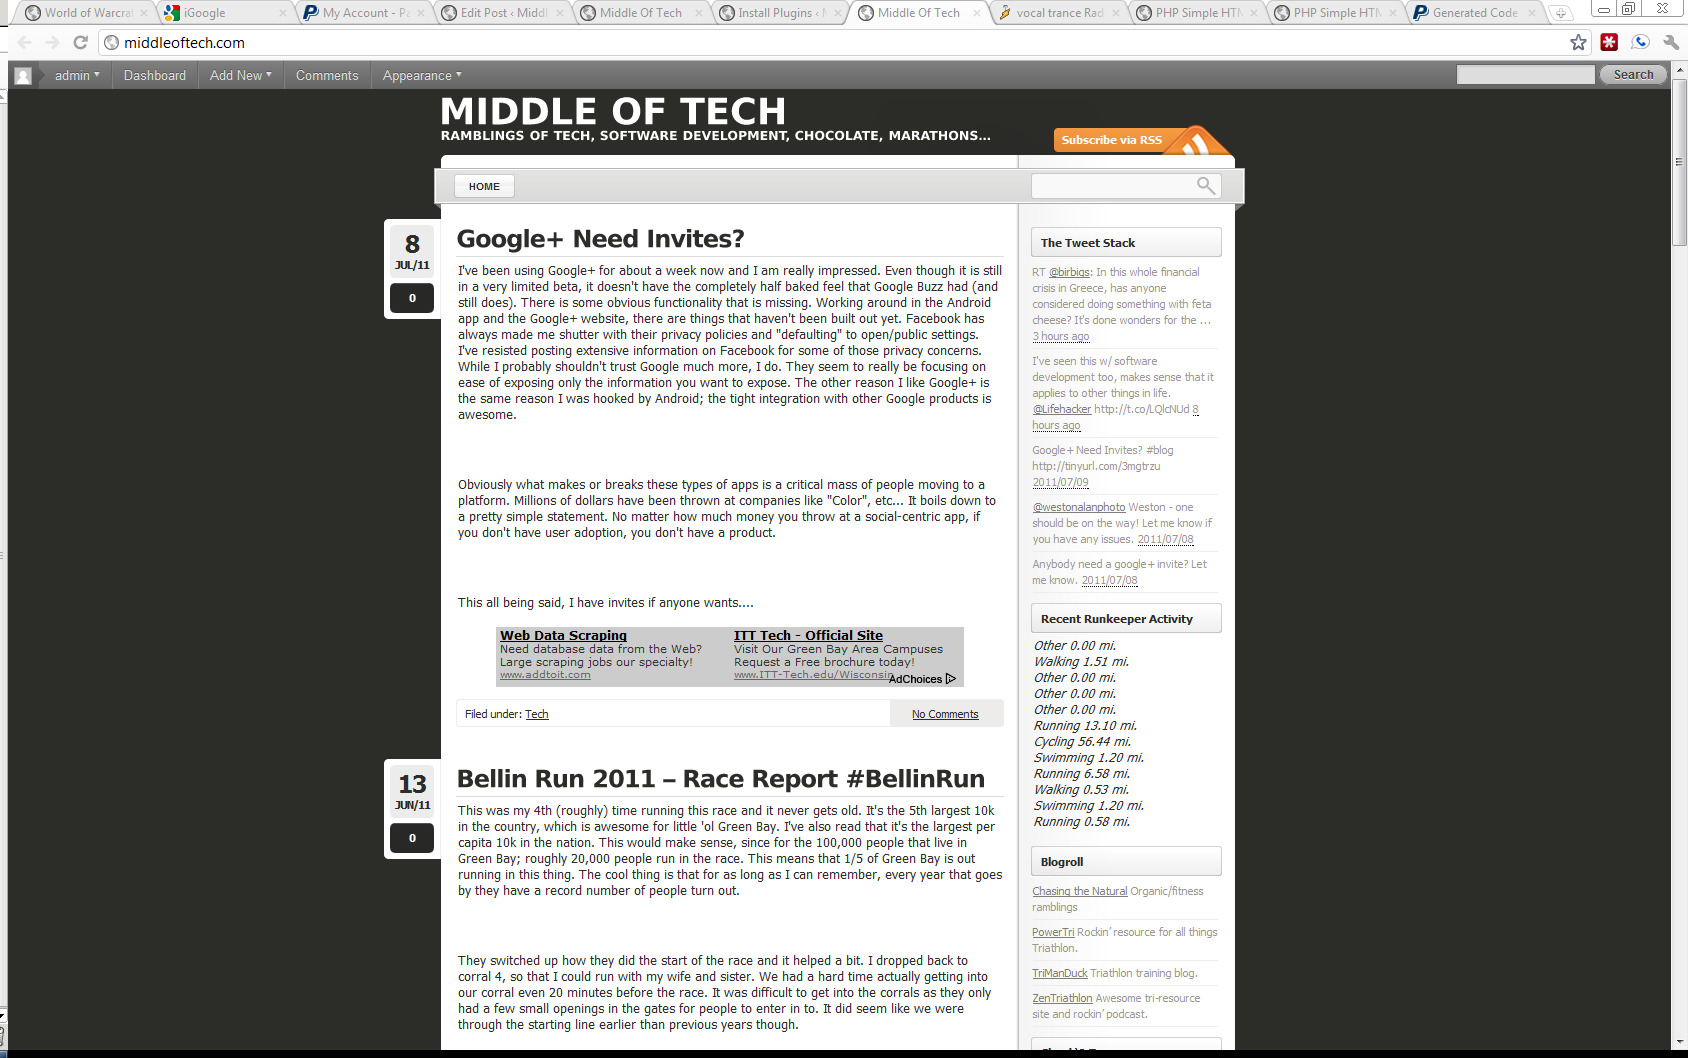 World of Warcra
iGoogle
My Account - Pa
Edit Post ‹ Middl
Middle Of Tech
Install Plugins ‹ M
Middle Of Tech
vocal trance Rad
PHP Simple HTM
PHP Simple HTM
Generated Code
middleoftech.com
admin
Dashboard
Add New
Comments
Appearance
Search
MIDDLE OF TECH
RAMBLINGS OF TECH, SOFTWARE DEVELOPMENT, CHOCOLATE, MARATHONS...
Subscribe via RSS
HOME
8
JUL/11
0
Google+ Need Invites?
I've been using Google+ for about a week now and I am really impressed. Even though it is still
in a very limited beta, it doesn't have the completely half baked feel that Google Buzz had (and
still does). There is some obvious functionality that is missing. Working around in the Android
app and the Google+ website, there are things that haven't been built out yet. Facebook has
always made me shutter with their privacy policies and "defaulting" to open/public settings.
I've resisted posting extensive information on Facebook for some of those privacy concerns.
While I probably shouldn't trust Google much more, I do. They seem to really be focusing on
ease of exposing only the information you want to expose. The other reason I like Google+ is
the same reason I was hooked by Android; the tight integration with other Google products is
awesome.
Obviously what makes or breaks these types of apps is a critical mass of people moving to a
platform. Millions of dollars have been thrown at companies like "Color", etc... It boils down to
a pretty simple statement. No matter how much money you throw at a social-centric app, if
you don't have user adoption, you don't have a product.
This all being said, I have invites if anyone wants....
Web Data Scraping
Need database data from the Web?
Large scraping jobs our specialty!
www.addtoit.com
ITT Tech - Official Site
Visit Our Green Bay Area Campuses
Request a Free brochure today!
www.ITT-Tech.edu/Wisconsin
AdChoices
Filed under: Tech
No Comments
13
JUN/11
0
Bellin Run 2011 – Race Report #BellinRun
This was my 4th (roughly) time running this race and it never gets old. It's the 5th largest 10k
in the country, which is awesome for little 'ol Green Bay. I've also read that it's the largest per
capita 10k in the nation. This would make sense, since for the 100,000 people that live in
Green Bay; roughly 20,000 people run in the race. This means that 1/5 of Green Bay is out
running in this thing. The cool thing is that for as long as I can remember, every year that goes
by they have a record number of people turn out.
They switched up how they did the start of the race and it helped a bit. I dropped back to
corral 4, so that I could run with my wife and sister. We had a hard time actually getting into
our corral even 20 minutes before the race. It was difficult to get into the corrals as they only
had a few small openings in the gates for people to enter in to. It did seem like we were
through the starting line earlier than previous years though.
The Tweet Stack
RT @birbigs: In this whole financial
crisis in Greece, has anyone
considered doing something with feta
cheese? It's done wonders for the ...
3 hours ago
I've seen this w/ software
development too, makes sense that it
applies to other things in life.
@Lifehacker http://t.co/LQlcNUd 8
hours ago
Google+ Need Invites? #blog
http://tinyurl.com/3mgtrzu
2011/07/09
@westonalanphoto Weston - one
should be on the way! Let me know if
you have any issues. 2011/07/08
Anybody need a google+ invite? Let
me know. 2011/07/08
Recent Runkeeper Activity
Other 0.00 mi.
Walking 1.51 mi.
Other 0.00 mi.
Other 0.00 mi.
Other 0.00 mi.
Running 13.10 mi.
Cycling 56.44 mi.
Swimming 1.20 mi.
Running 6.58 mi.
Walking 0.53 mi.
Swimming 1.20 mi.
Running 0.58 mi.
Blogroll
Chasing the Natural Organic/fitness
ramblings
PowerTri Rockin' resource for all things
Triathlon.
TriManDuck Triathlon training blog.
ZenTriathlon Awesome tri-resource
site and rockin' podcast.